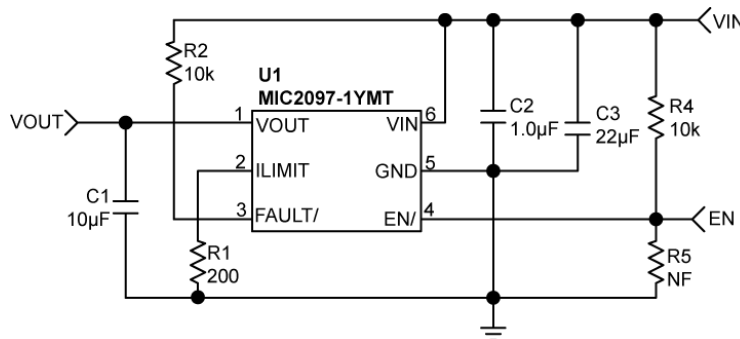 VIN
R2
10k
U1
MIC2097-1YMT
VOUT
1
VOUT
VIN
6
C2
1.0µF
C3
22µF
R4
10k
2
ILIMIT
GND
5
C1
10µF
3
FAULT/
EN/
4
EN
R1
200
R5
NF